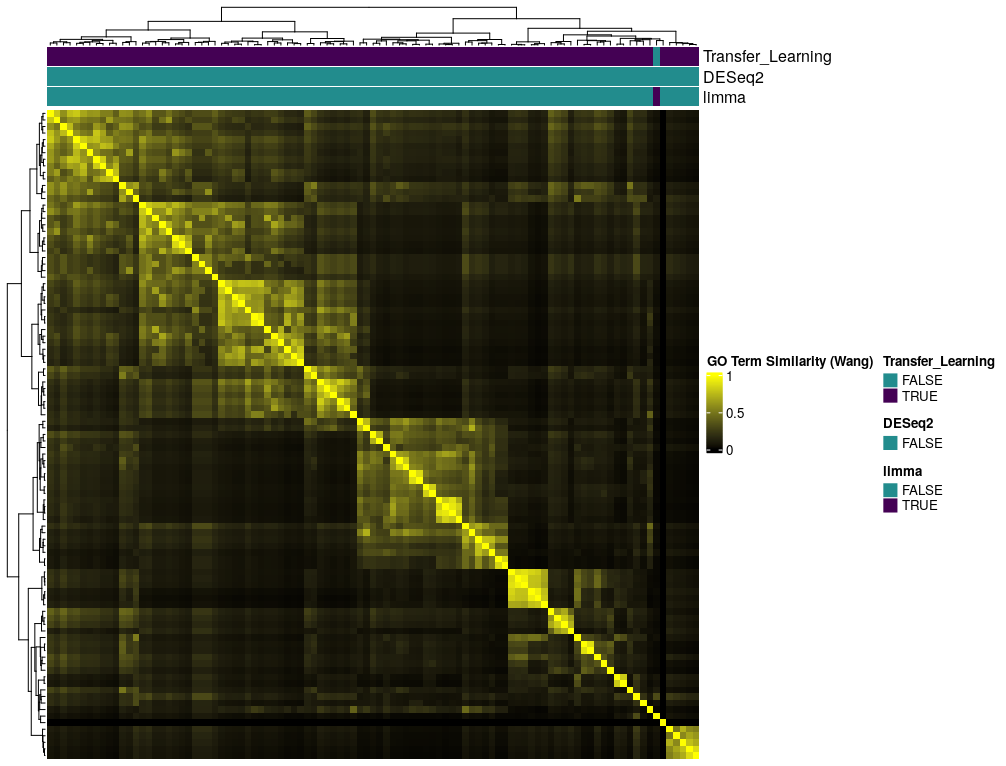 Transfer_Learning
DESeq2
limma
GO Term Similarity (Wang)
1
0.5
0
Transfer_Learning
FALSE
TRUE
DESeq2
FALSE
limma
FALSE
TRUE